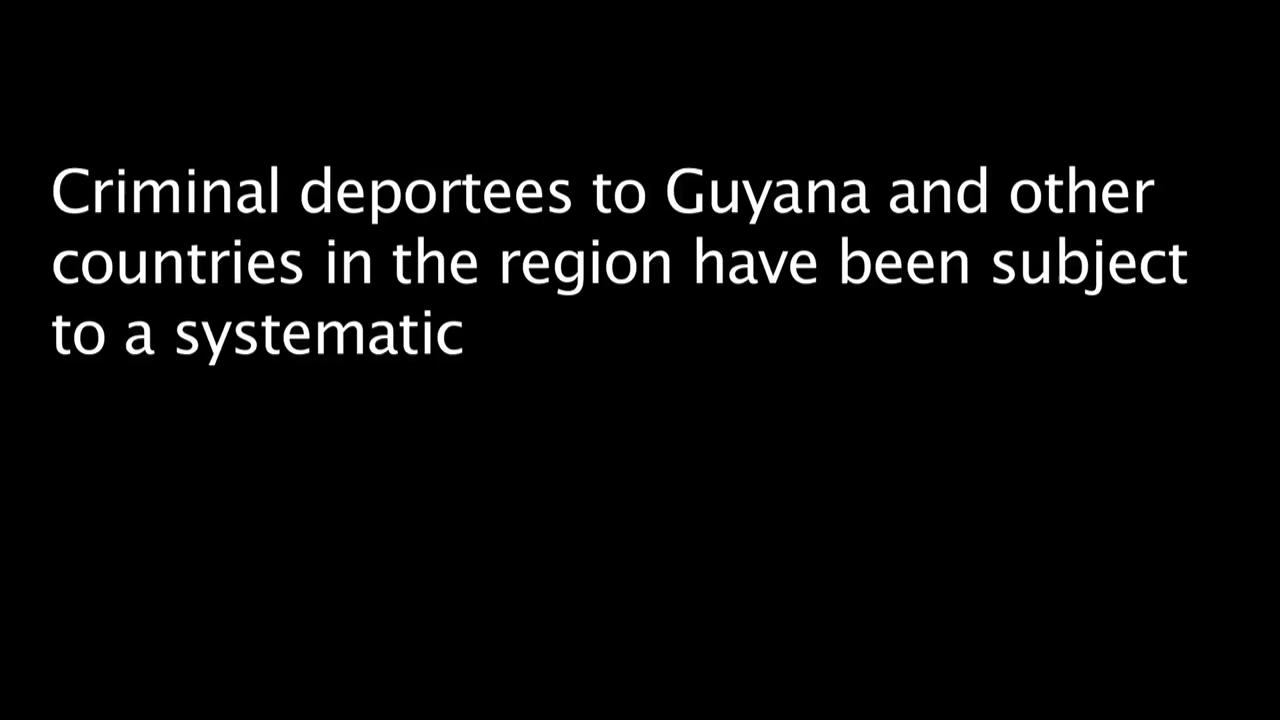 Criminal deportees to Guyana and other
countries in the region have been subject
to a systematic